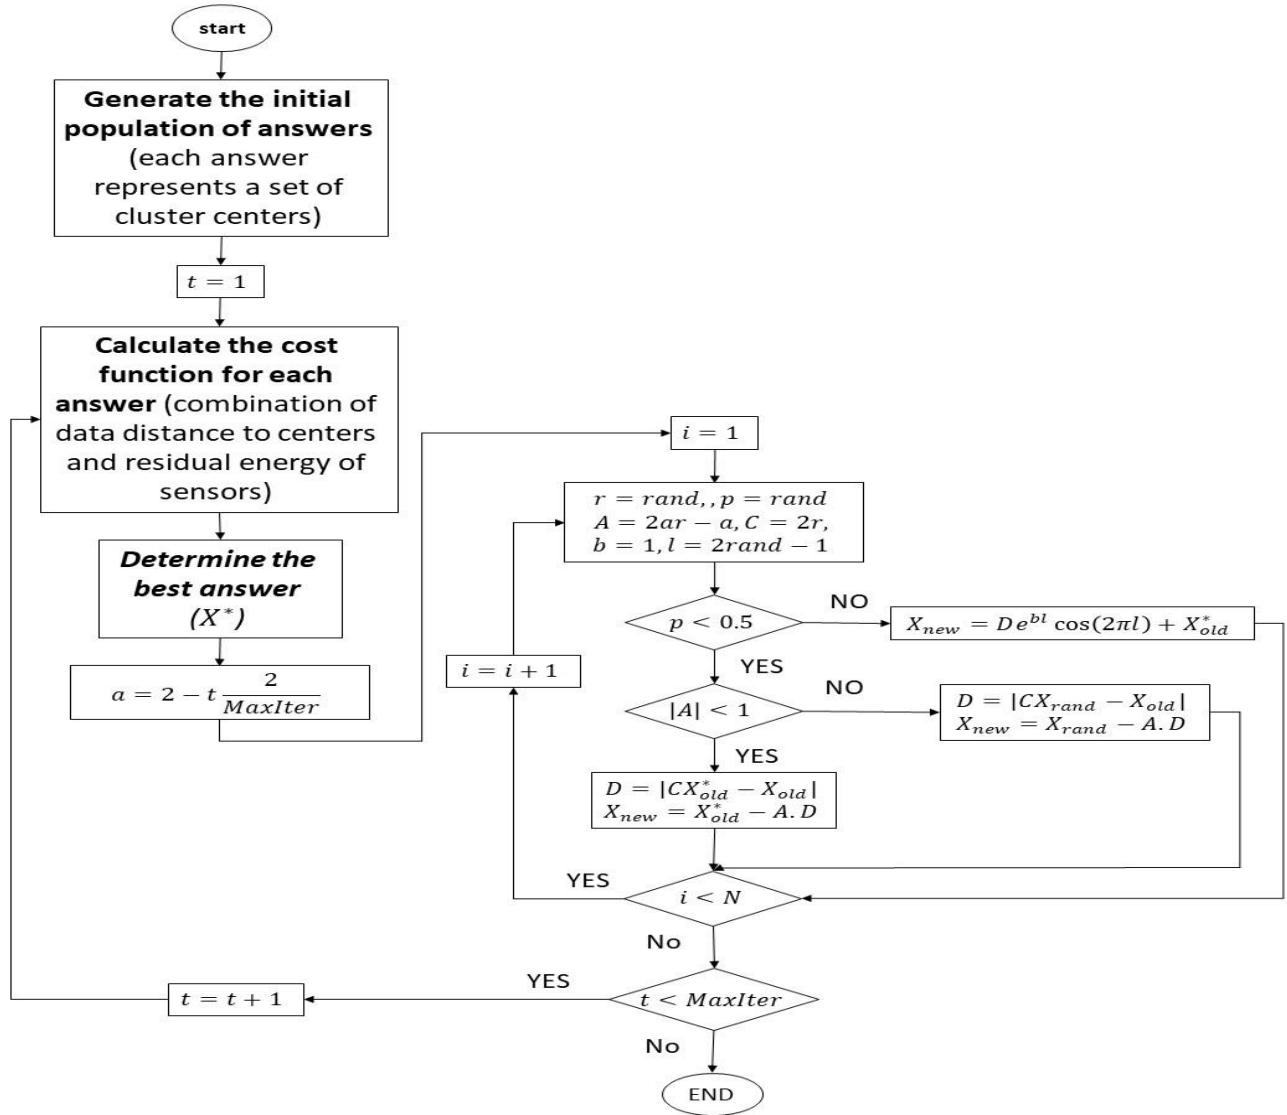 start
Generate the initial
population of answers
(each answer
represents a set of
cluster centers)
t = 1
Calculate the cost
function for each
answer (combination of
data distance to centers
and residual energy of
sensors)
Determine the
best answer
(X*)
a = 2 − t 2/MaxIter
i = 1
r = rand, , p = rand
A = 2ar − a, C = 2r,
b = 1, l = 2rand − 1
p < 0.5
NO
X_new = De^{bl} cos(2πl) + X*_old
YES
i = i + 1
|A| < 1
NO
D = |CX_rand − X_old|
X_new = X_rand − A.D
YES
D = |CX*_old − X_old|
X_new = X*_old − A.D
YES
i < N
No
YES
t = t + 1
t < MaxIter
No
END